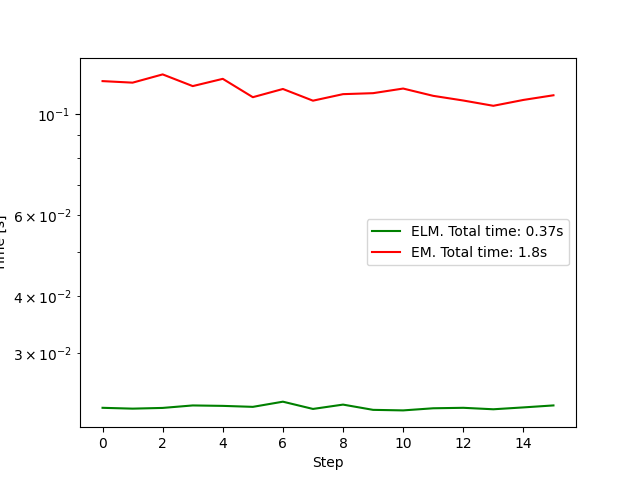 10⁻¹
6 × 10⁻²
4 × 10⁻²
3 × 10⁻²
[s]
ELM. Total time: 0.37s
EM. Total time: 1.8s
0 2 4 6 8 10 12 14
Step